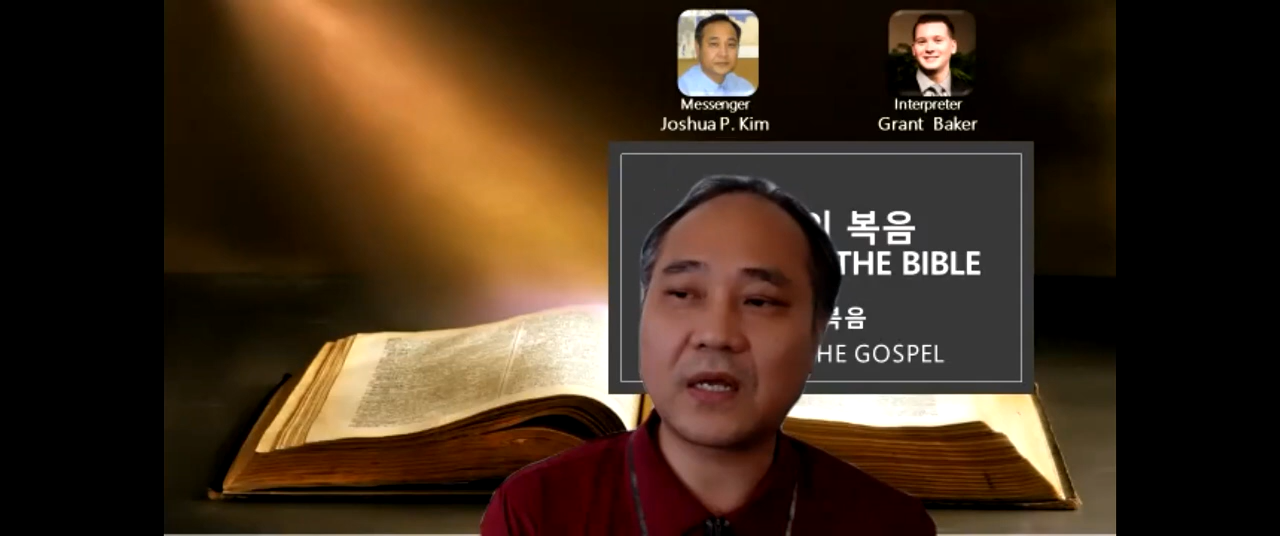 Messenger
Joshua P. Kim
Interpreter
Grant Baker
복음
THE BIBLE
복음
THE GOSPEL